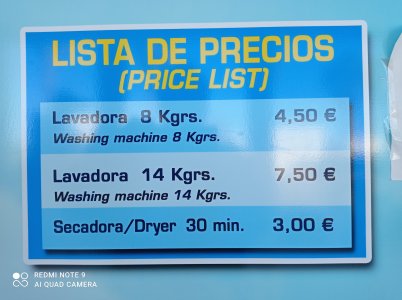 LISTA DE PRECIOS
(PRICE LIST)
Lavadora 8 Kgrs. 4,50 €
Washing machine 8 Kgrs.
Lavadora 14 Kgrs. 7,50 €
Washing machine 14 Kgrs.
Secadora/Dryer 30 min. 3,00 €
REDMI NOTE 9
AI QUAD CAMERA